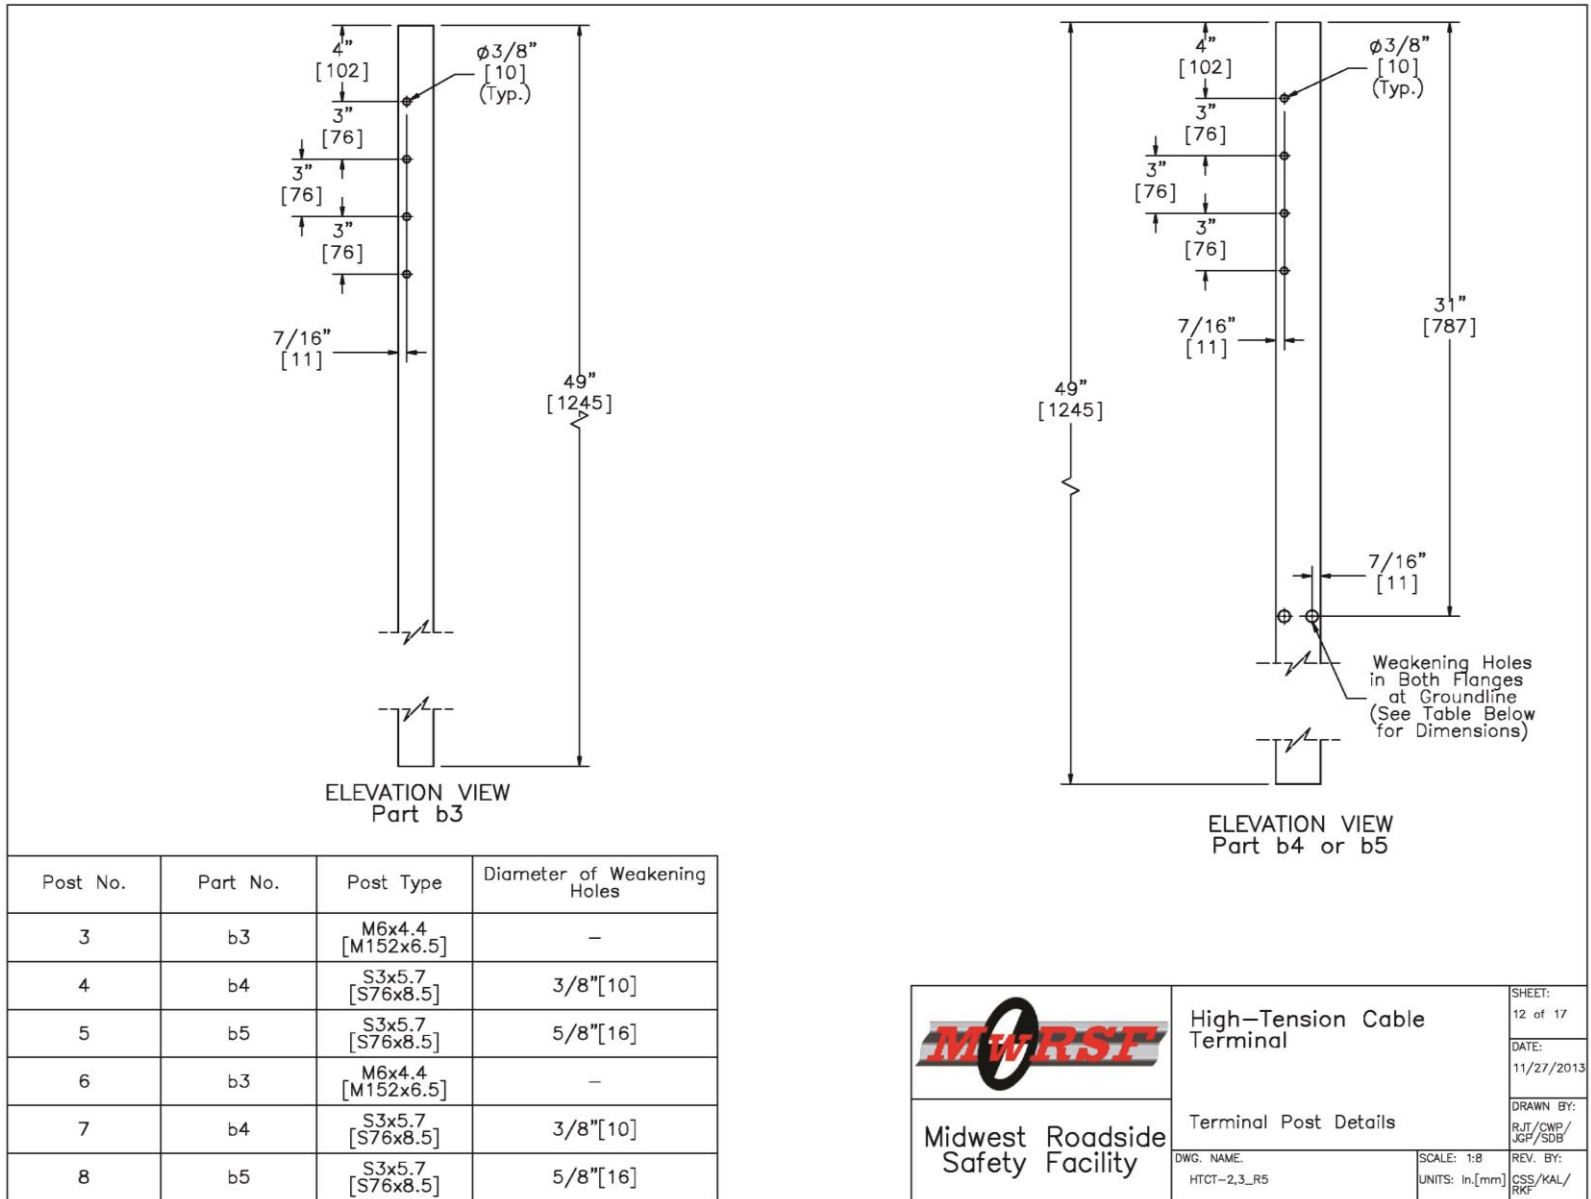 4"
[102]
ø3/8"
[10]
(Typ.)
3"
[76]
3"
[76]
3"
[76]
7/16"
[11]
49"
[1245]
ELEVATION VIEW
Part b3
4"
[102]
ø3/8"
[10]
(Typ.)
3"
[76]
3"
[76]
3"
[76]
7/16"
[11]
31"
[787]
49"
[1245]
7/16"
[11]
Weakening Holes
in Both Flanges
at Groundline
(See Table Below
for Dimensions)
ELEVATION VIEW
Part b4 or b5
Post No. Part No. Post Type Diameter of Weakening
Holes
3 b3 M6x4.4
[M152x6.5] –
4 b4 S3x5.7
[S76x8.5] 3/8"[10]
5 b5 S3x5.7
[S76x8.5] 5/8"[16]
6 b3 M6x4.4
[M152x6.5] –
7 b4 S3x5.7
[S76x8.5] 3/8"[10]
8 b5 S3x5.7
[S76x8.5] 5/8"[16]
MwRSF
Midwest Roadside
Safety Facility
High–Tension Cable
Terminal
Terminal Post Details
DWG. NAME.
HTCT–2,3_R5
SCALE: 1:8
UNITS: In.[mm]
SHEET:
12 of 17
DATE:
11/27/2013
DRAWN BY:
RJT/CWP/
JGP/SDB
REV. BY:
CSS/KAL/
RKF